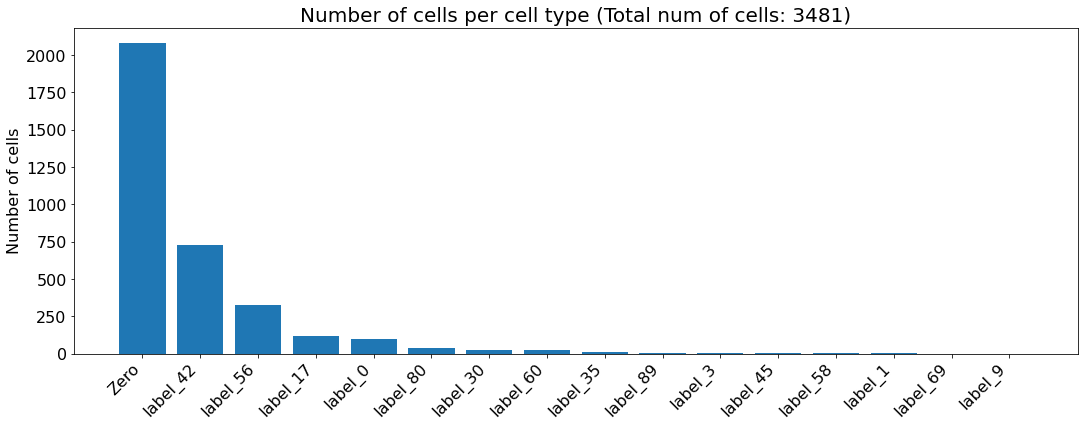 Number of cells per cell type (Total num of cells: 3481)
Number of cells
2000
1750
1500
1250
1000
750
500
250
0
Zero
label_42
label_56
label_17
label_0
label_80
label_30
label_60
label_35
label_89
label_3
label_45
label_58
label_1
label_69
label_9